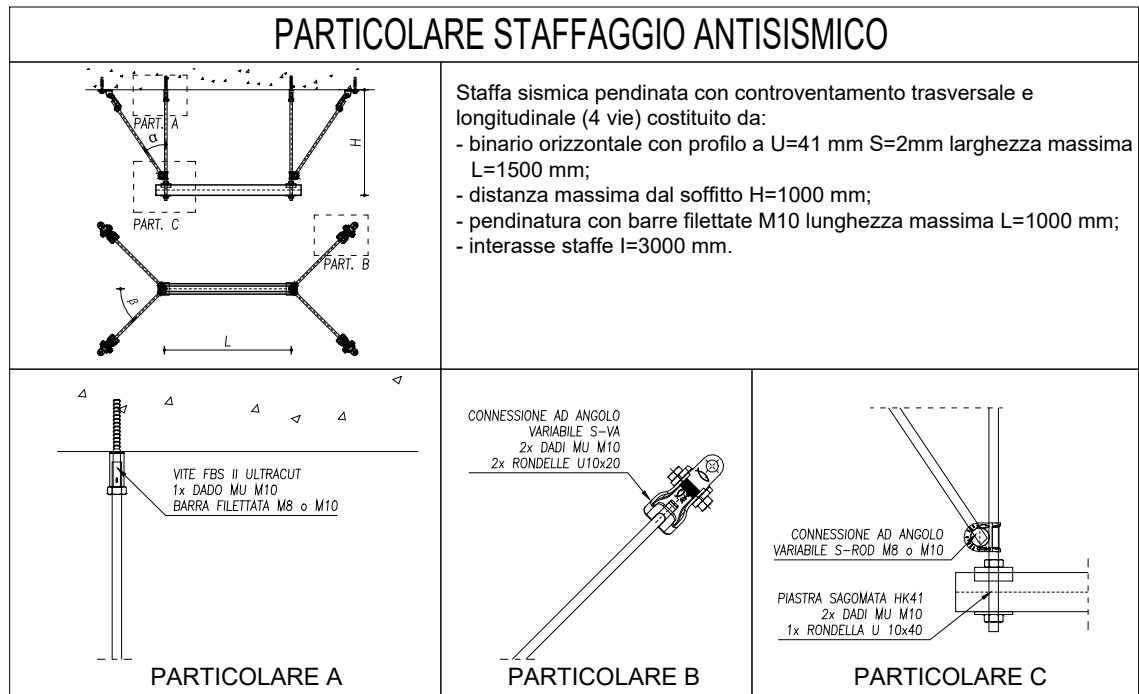 PARTICOLARE STAFFAGGIO ANTISISMICO
PART. A
α
H
PART. C
PART. B
β
L
Staffa sismica pendinata con controventamento trasversale e
longitudinale (4 vie) costituito da:
- binario orizzontale con profilo a U=41 mm S=2mm larghezza massima
L=1500 mm;
- distanza massima dal soffitto H=1000 mm;
- pendinatura con barre filettate M10 lunghezza massima L=1000 mm;
- interasse staffe I=3000 mm.
VITE FBS II ULTRACUT
1x DADO MU M10
BARRA FILETTATA M8 o M10
PARTICOLARE A
CONNESSIONE AD ANGOLO
VARIABILE S-VA
2x DADI MU M10
2x RONDELLE U10x20
PARTICOLARE B
CONNESSIONE AD ANGOLO
VARIABILE S-ROD M8 o M10
PIASTRA SAGOMATA HK41
2x DADI MU M10
1x RONDELLA U 10x40
PARTICOLARE C